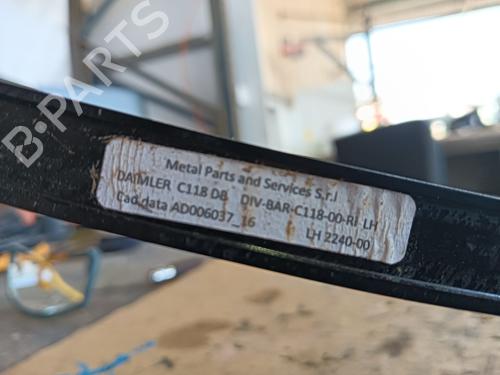 B-PARTS
Metal Parts and Services S.r.l
DAIMLER C118 DB DIV-BAR-C118-00-RI LH
Cad data AD006037_16 LH 2240-00